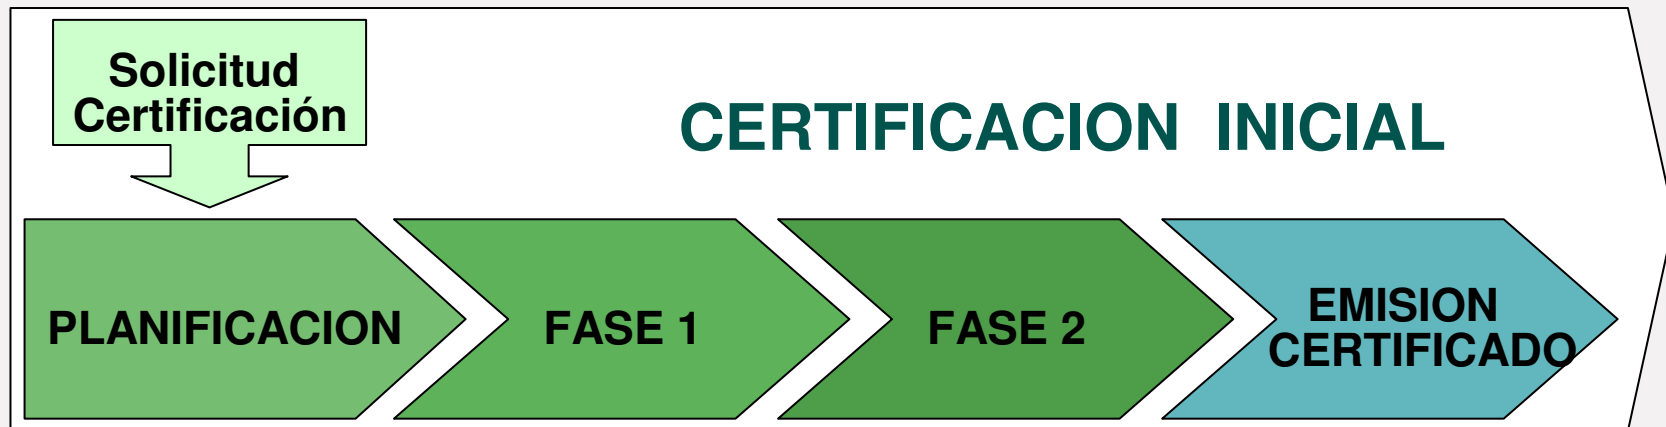 Solicitud
Certificación
CERTIFICACION INICIAL
PLANIFICACION
FASE 1
FASE 2
EMISION
CERTIFICADO